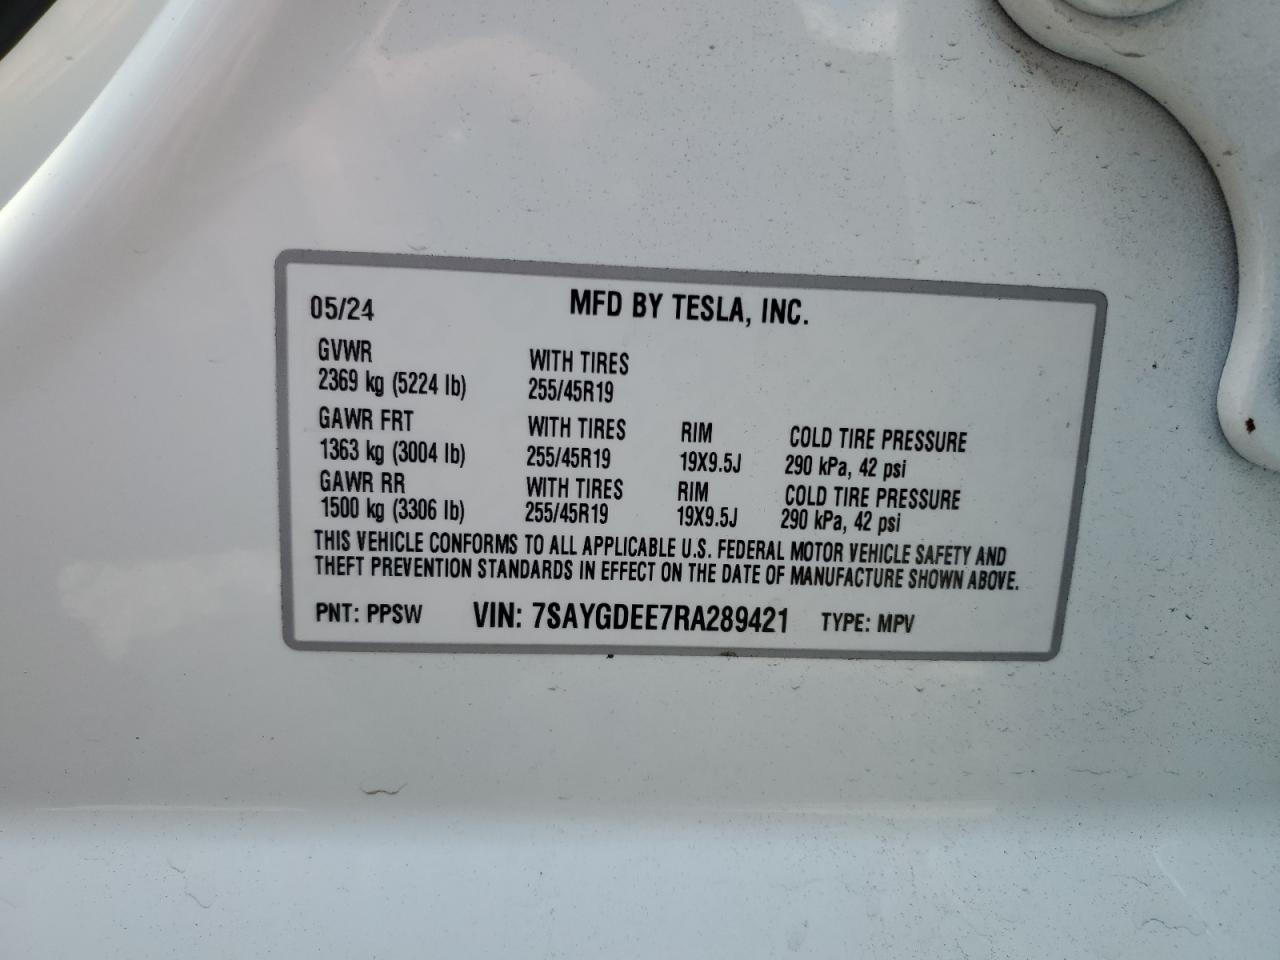 05/24 MFD BY TESLA, INC.
GVWR WITH TIRES
2369 kg (5224 lb) 255/45R19
GAWR FRT WITH TIRES RIM COLD TIRE PRESSURE
1363 kg (3004 lb) 255/45R19 19X9.5J 290 kPa, 42 psi
GAWR RR WITH TIRES RIM COLD TIRE PRESSURE
1500 kg (3306 lb) 255/45R19 19X9.5J 290 kPa, 42 psi
THIS VEHICLE CONFORMS TO ALL APPLICABLE U.S. FEDERAL MOTOR VEHICLE SAFETY AND
THEFT PREVENTION STANDARDS IN EFFECT ON THE DATE OF MANUFACTURE SHOWN ABOVE.
PNT: PPSW VIN: 7SAYGDEE7RA289421 TYPE: MPV